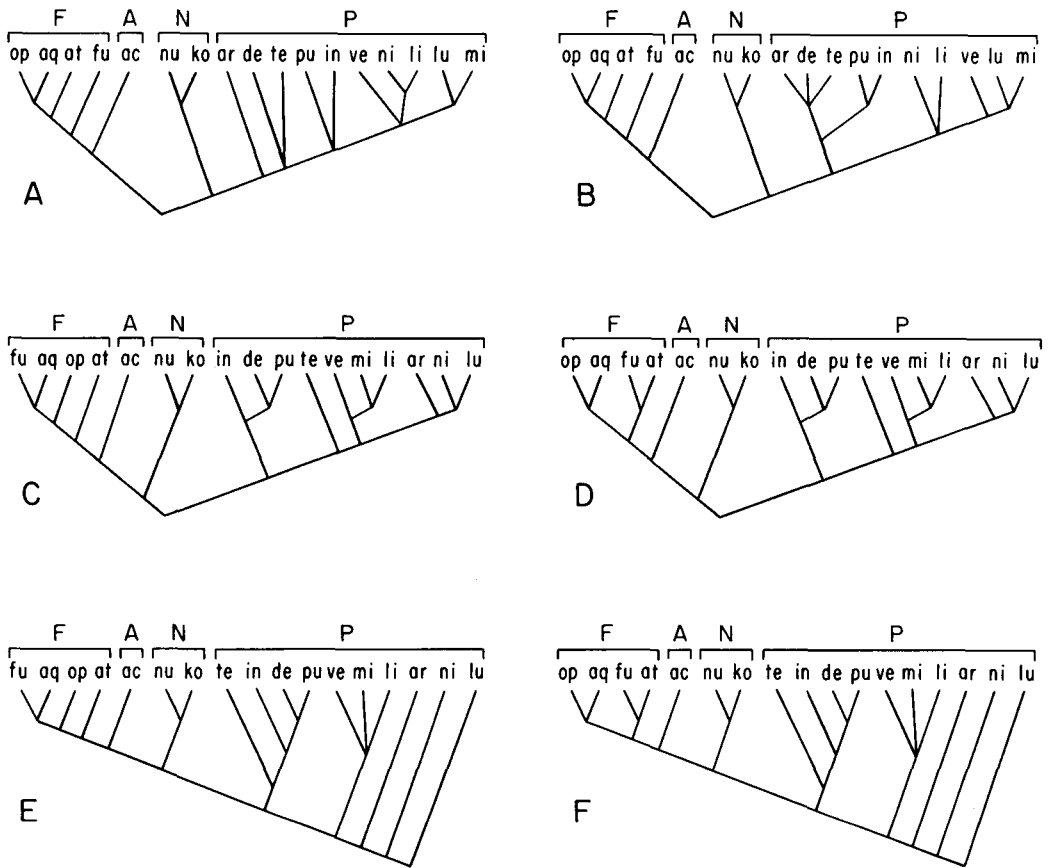 F A N P
op aq at fu ac nu ko ar de te pu in ve ni li lu mi
A
F A N P
op aq at fu ac nu ko ar de te pu in ni li ve lu mi
B
F A N P
fu aq op at ac nu ko in de pu te ve mi li ar ni lu
C
F A N P
op aq fu at ac nu ko in de pu te ve mi li ar ni lu
D
F A N P
fu aq op at ac nu ko te in de pu ve mi li ar ni lu
E
F A N P
op aq fu at ac nu ko te in de pu ve mi li ar ni lu
F